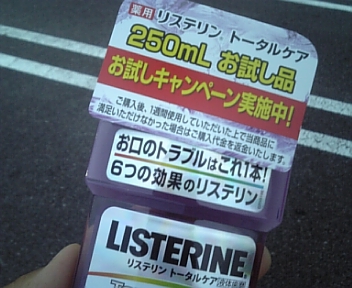 薬用 リステリン トータルケア
250mL お試し品
お試しキャンペーン実施中!
ご購入後、1週間使用していただいた上で当商品に
満足いただけなかった場合はご購入代金を返金いたします。
お口のトラブルはこれ1本!
6つの効果のリステリン
LISTERINE®
リステリン トータルケア